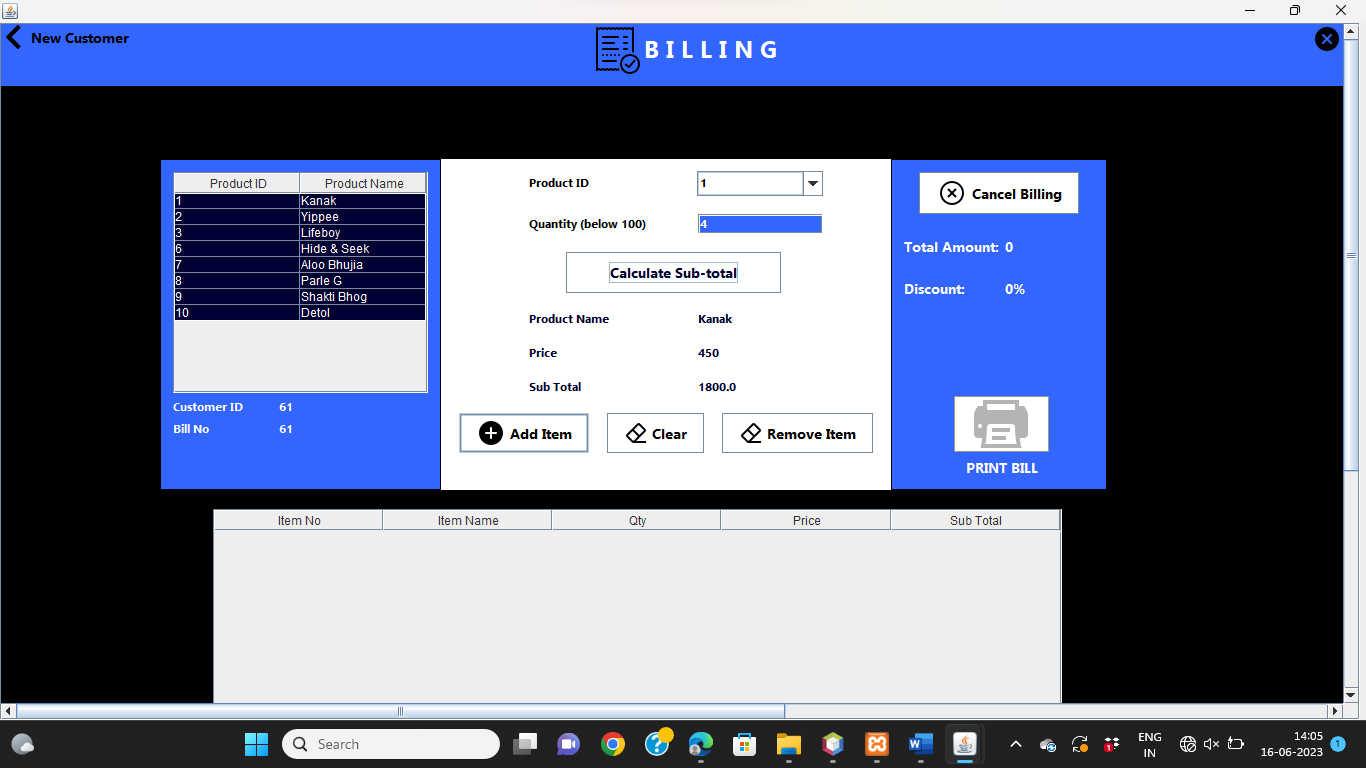 New Customer
BILLING
Product ID Product Name
1 Kanak
2 Yippee
3 Lifeboy
6 Hide & Seek
7 Aloo Bhujia
8 Parle G
9 Shakti Bhog
10 Detol
Customer ID 61
Bill No 61
Product ID 1
Quantity (below 100) 4
Calculate Sub-total
Product Name Kanak
Price 450
Sub Total 1800.0
Add Item Clear Remove Item
Cancel Billing
Total Amount: 0
Discount: 0%
PRINT BILL
Item No Item Name Qty Price Sub Total
Search
ENG
IN
14:05
16-06-2023
1